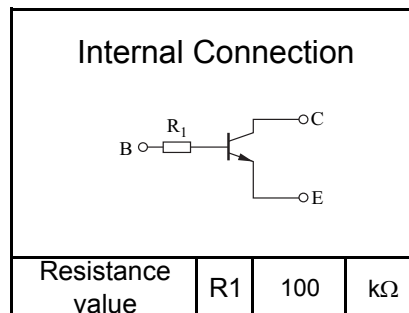 Internal Connection
C
R1
B
E
Resistance
value
R1
100
kΩ